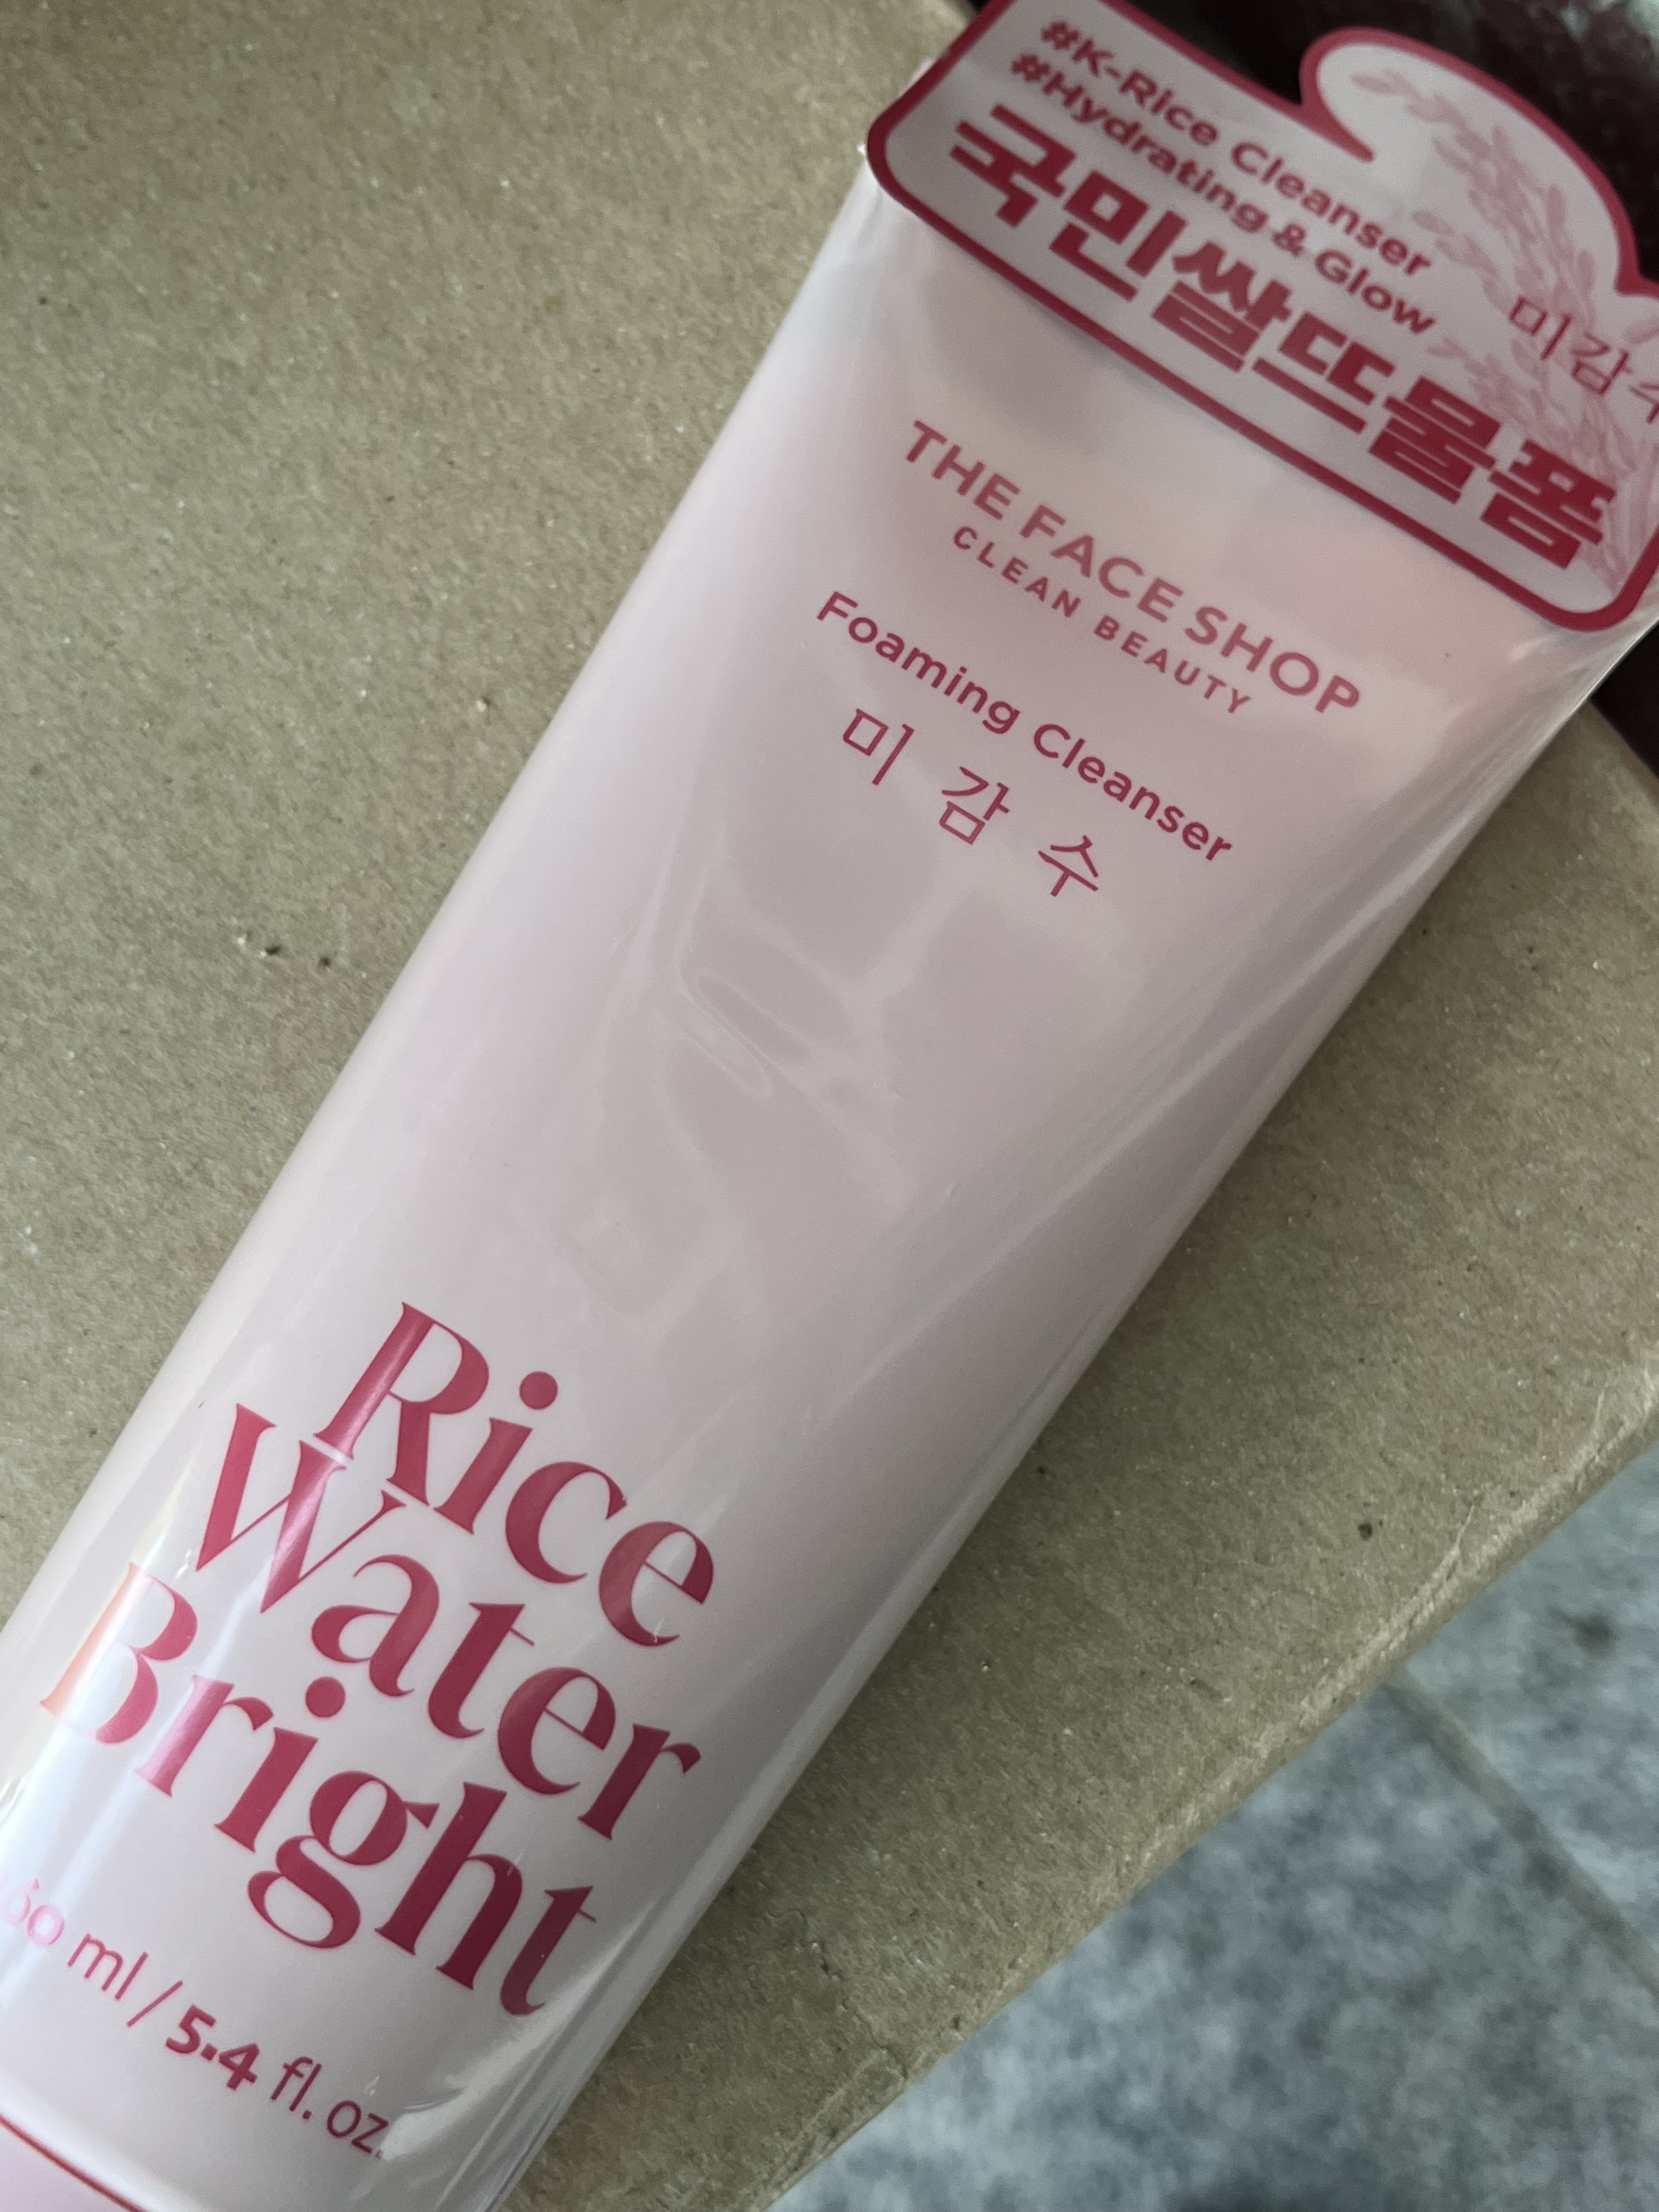 #K-Rice Cleanser
#Hydrating & Glow
국민쌀뜨물폼
미감수
THE FACE SHOP
CLEAN BEAUTY
Foaming Cleanser
미감수
Rice
Water
Bright
ml / 5.4 fl. oz.